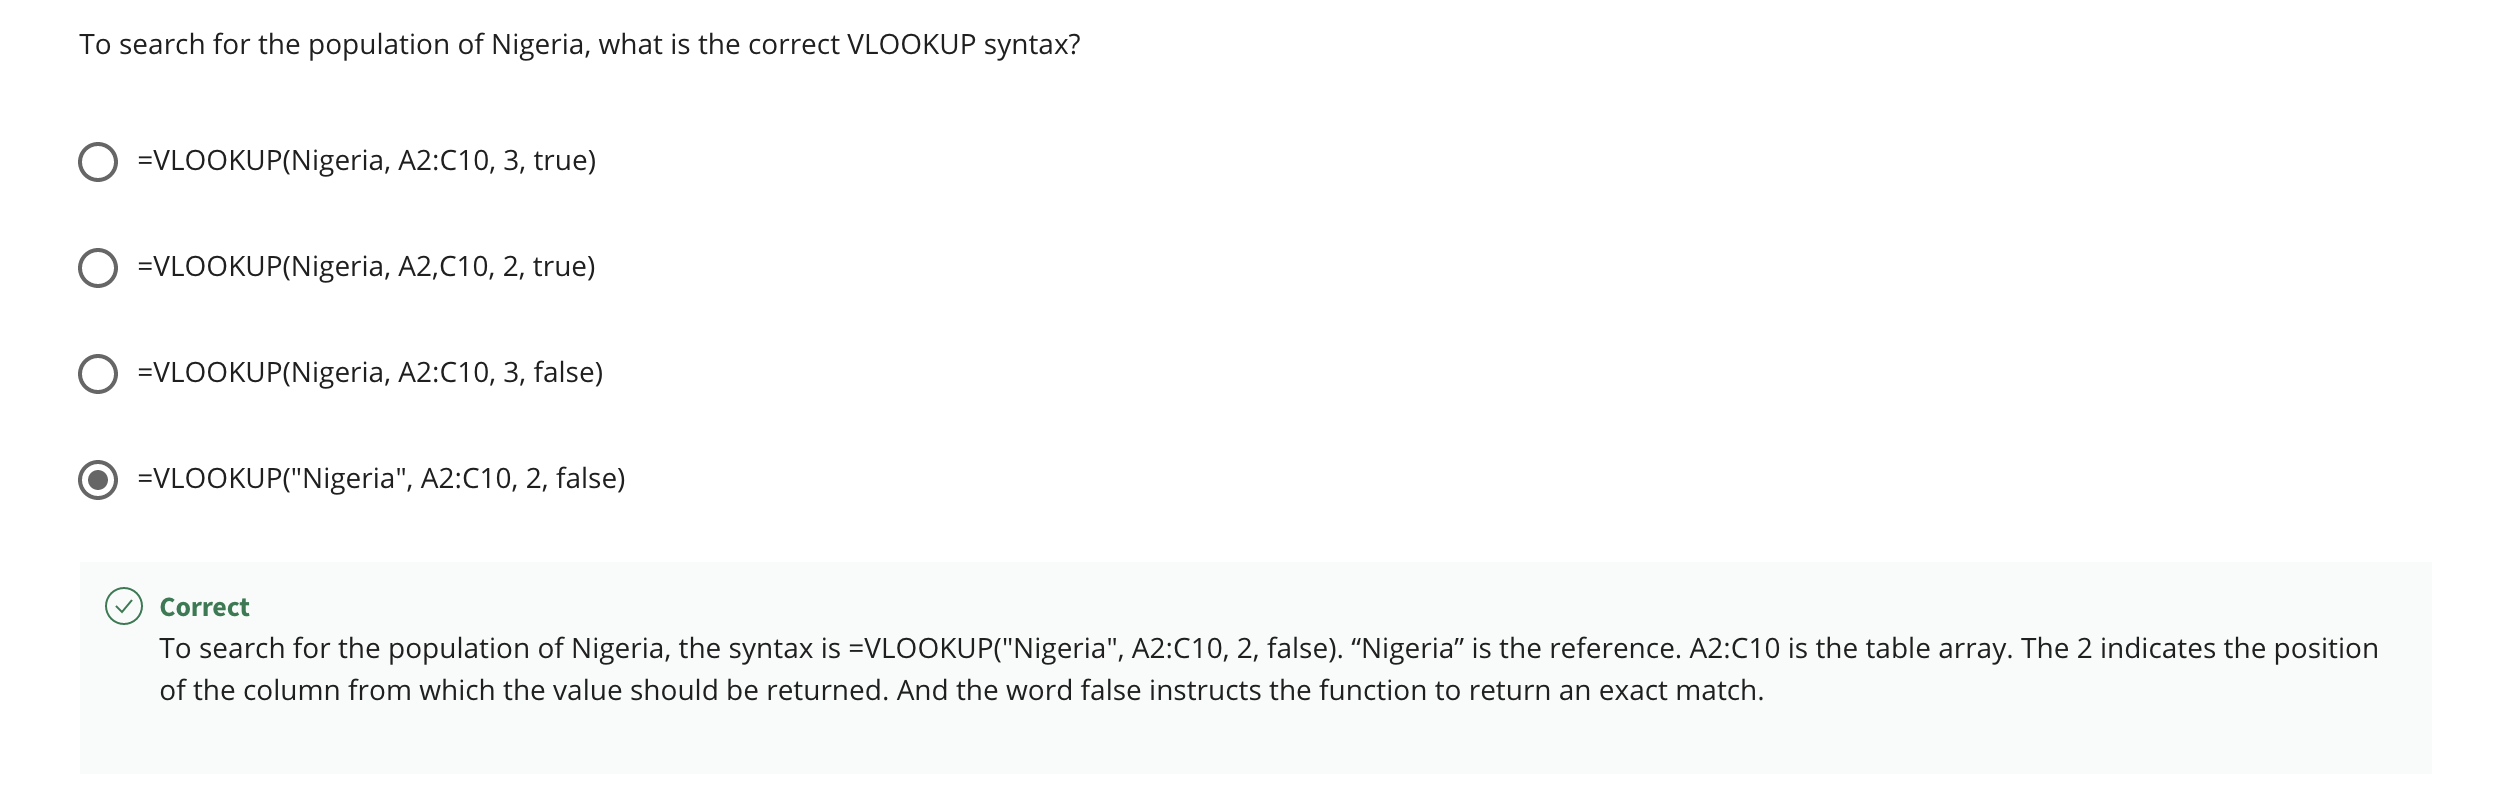 To search for the population of Nigeria, what is the correct VLOOKUP syntax?
=VLOOKUP(Nigeria, A2:C10, 3, true)
=VLOOKUP(Nigeria, A2,C10, 2, true)
=VLOOKUP(Nigeria, A2:C10, 3, false)
=VLOOKUP("Nigeria", A2:C10, 2, false)
Correct
To search for the population of Nigeria, the syntax is =VLOOKUP("Nigeria", A2:C10, 2, false). “Nigeria” is the reference. A2:C10 is the table array. The 2 indicates the position
of the column from which the value should be returned. And the word false instructs the function to return an exact match.